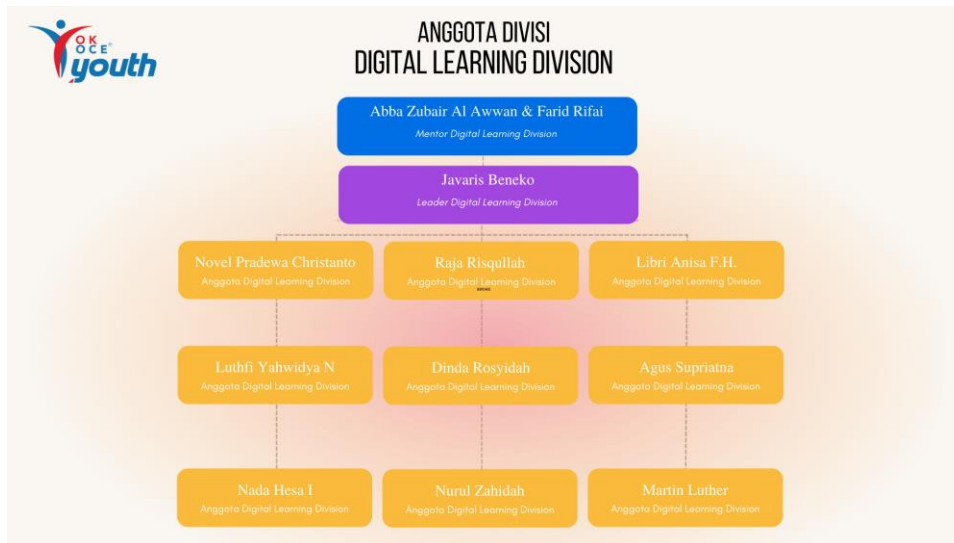 OK
OCE
youth
ANGGOTA DIVISI
DIGITAL LEARNING DIVISION
Abba Zubair Al Awwan & Farid Rifai
Mentor Digital Learning Division
Javaris Beneko
Leader Digital Learning Division
Novel Pradewa Christanto
Anggota Digital Learning Division
Raja Risqullah
Anggota Digital Learning Division
Libri Anisa F.H.
Anggota Digital Learning Division
Luthfi Yahwidya N
Anggota Digital Learning Division
Dinda Rosyidah
Anggota Digital Learning Division
Agus Supriatna
Anggota Digital Learning Division
Nada Hesa I
Anggota Digital Learning Division
Nurul Zahidah
Anggota Digital Learning Division
Martin Luther
Anggota Digital Learning Division